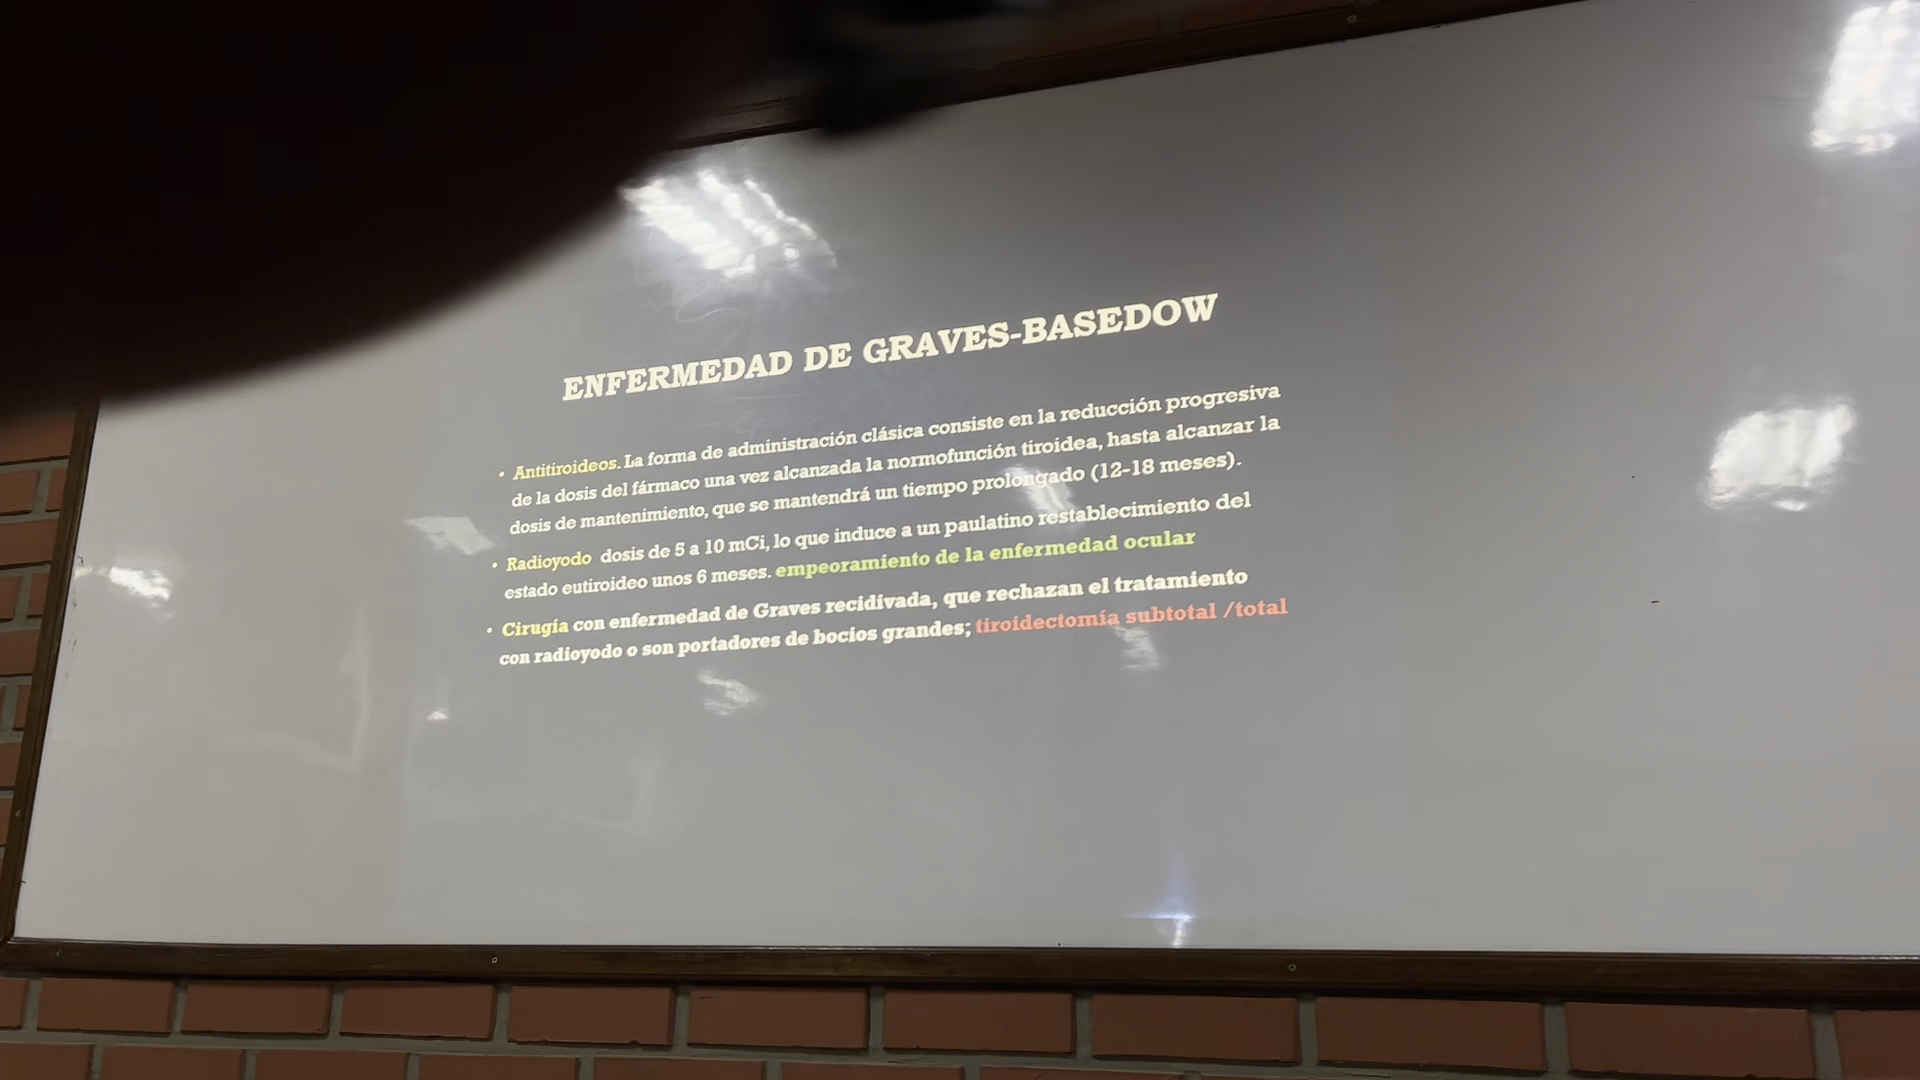 ENFERMEDAD DE GRAVES-BASEDOW
• Antitiroideos. La forma de administración clásica consiste en la reducción progresiva
de la dosis del fármaco una vez alcanzada la normofunción tiroidea, hasta alcanzar la
dosis de mantenimiento, que se mantendrá un tiempo prolongado (12-18 meses).
• Radioyodo dosis de 5 a 10 mCi, lo que induce a un paulatino restablecimiento del
estado eutiroideo unos 6 meses. empeoramiento de la enfermedad ocular
• Cirugía con enfermedad de Graves recidivada, que rechazan el tratamiento
con radioyodo o son portadores de bocios grandes; tiroidectomía subtotal /total